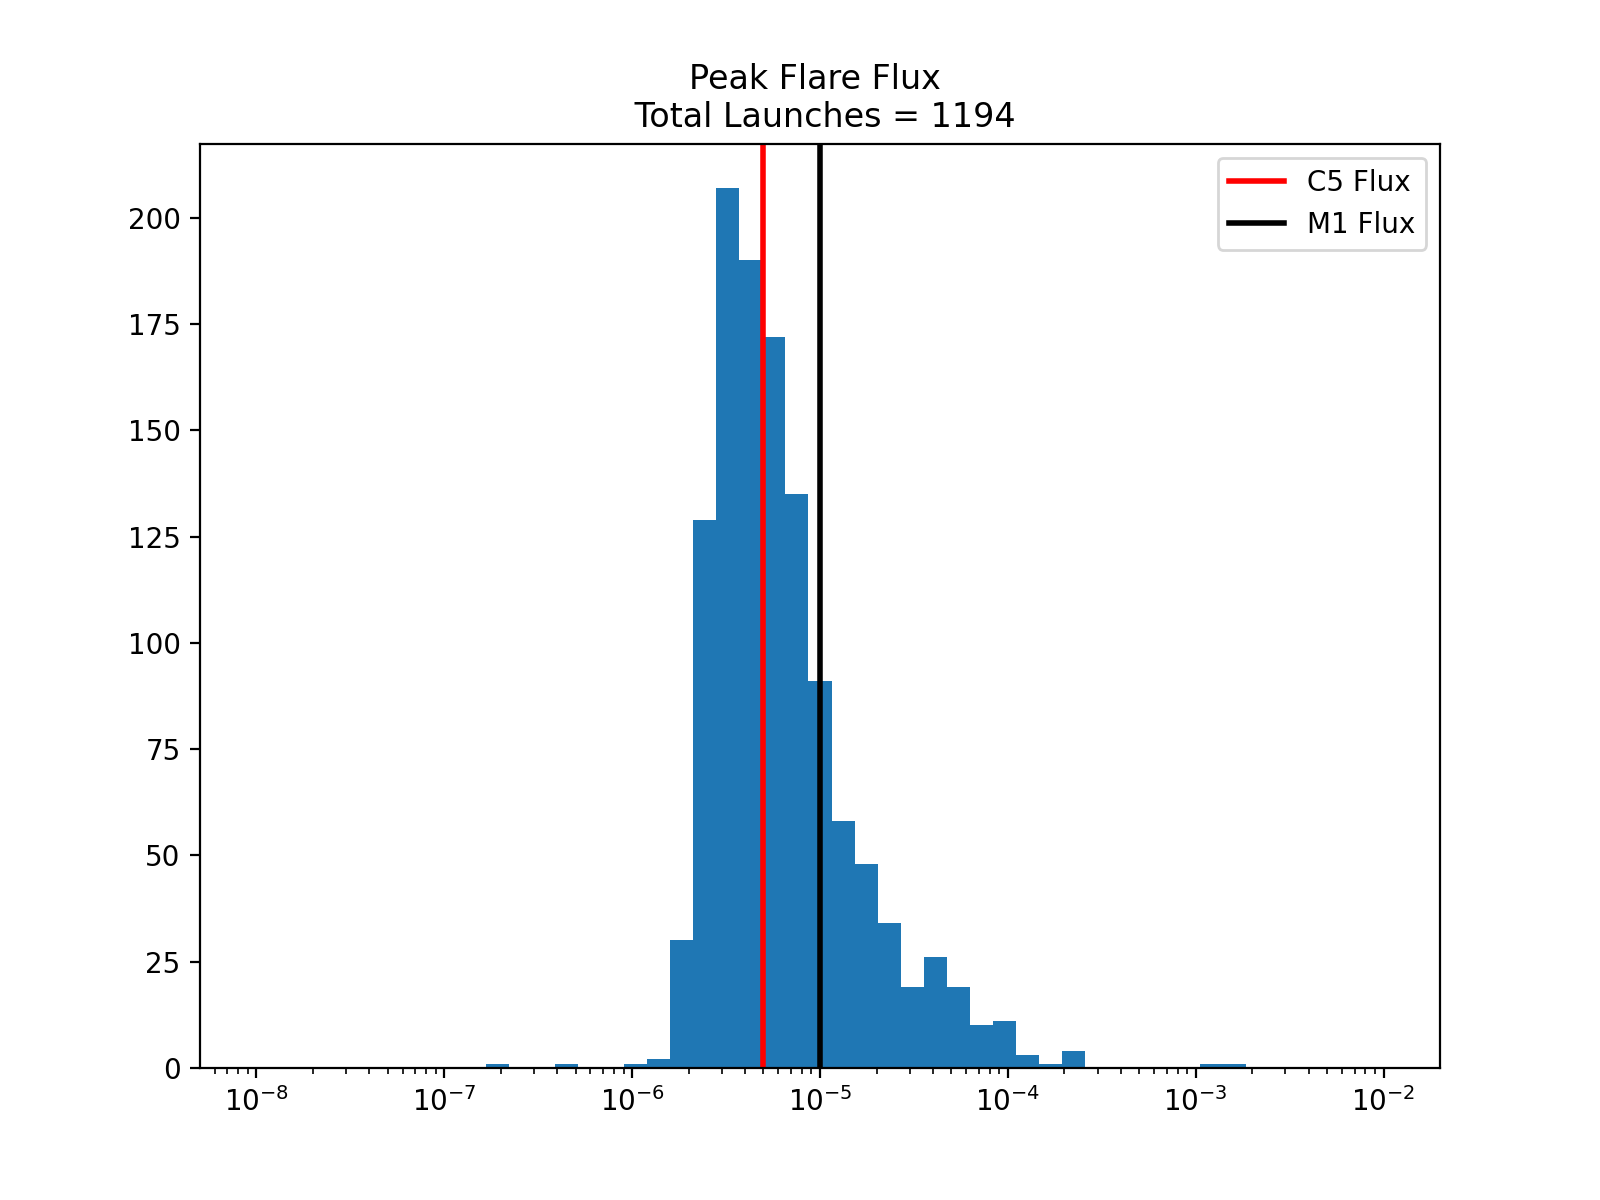 Peak Flare Flux
Total Launches = 1194
C5 Flux
M1 Flux
200
175
150
125
100
75
50
25
0
10⁻⁸ 10⁻⁷ 10⁻⁶ 10⁻⁵ 10⁻⁴ 10⁻³ 10⁻²